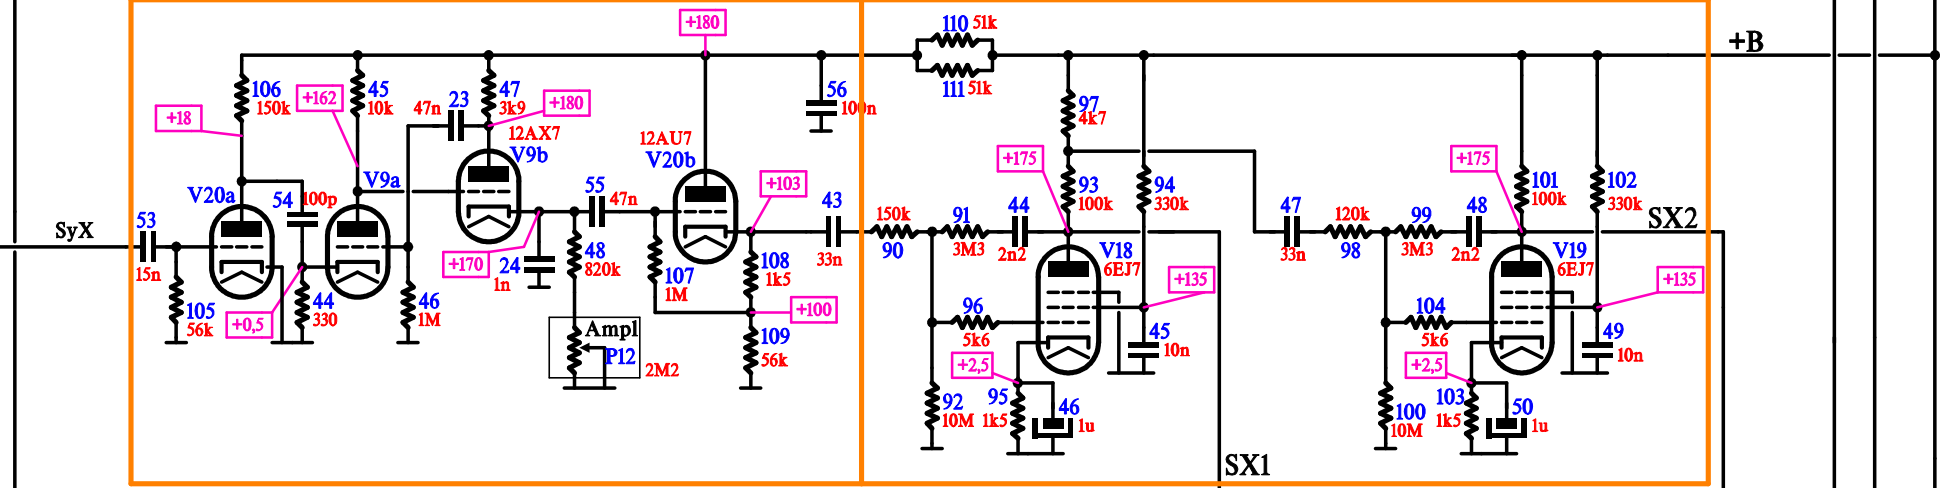 +180
110 51k
+B
111 51k
106
150k
+162
45
10k
47n
23
47
3k9
+180
56
100n
97
4k7
+18
12AX7
V9b
12AU7
V20b
+175
+175
V20a
54
100p
V9a
55
47n
+103
93
100k
94
330k
101
100k
102
330k
53
SyX
15n
43
33n
150k
90
91
3M3
44
2n2
V18
6EJ7
47
33n
120k
98
99
3M3
48
2n2
V19
6EJ7
SX2
+170
24
1n
48
820k
107
1M
108
1k5
+135
+135
105
56k
+0,5
44
330
46
1M
+100
96
5k6
104
5k6
Ampl
P12
2M2
109
56k
45
10n
49
10n
+2,5
+2,5
92
10M
95
1k5
46
1u
100
10M
103
1k5
50
1u
SX1